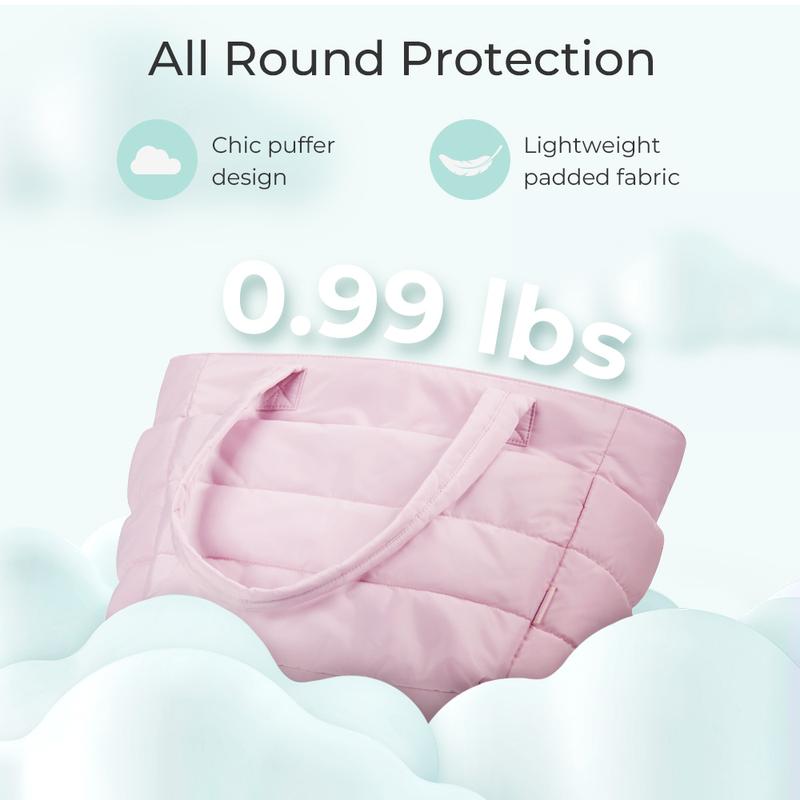 All Round Protection
Chic puffer
design
Lightweight
padded fabric
0.99 lbs